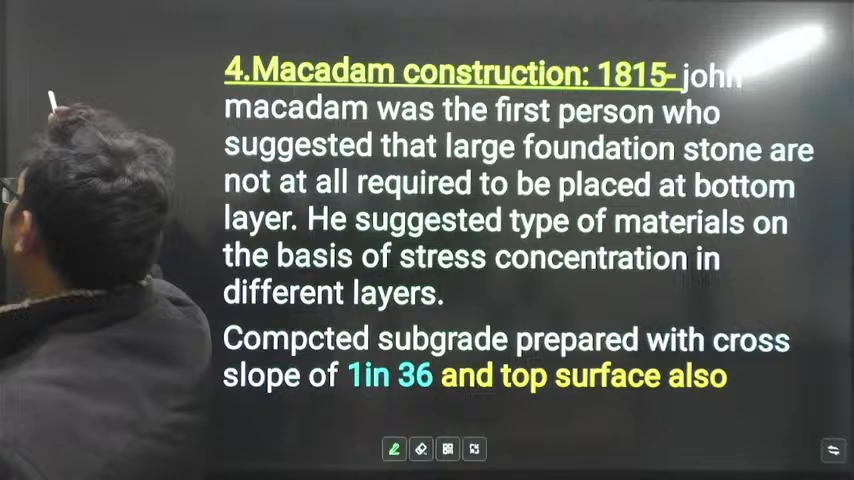 4.Macadam construction: 1815- john
macadam was the first person who
suggested that large foundation stone are
not at all required to be placed at bottom
layer. He suggested type of materials on
the basis of stress concentration in
different layers.
Compcted subgrade prepared with cross
slope of 1in 36 and top surface also